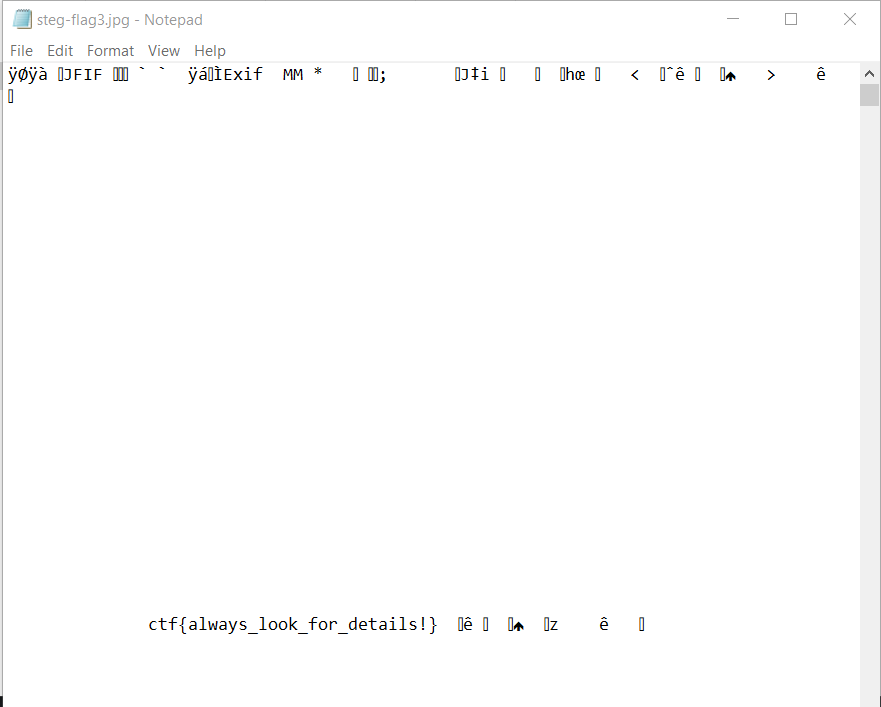 steg-flag3.jpg - Notepad
File Edit Format View Help
ÿØÿà JFIF ` ` ÿáÌExif MM * ; J‡i hœ < ˆê > ê
ctf{always_look_for_details!} ê z ê